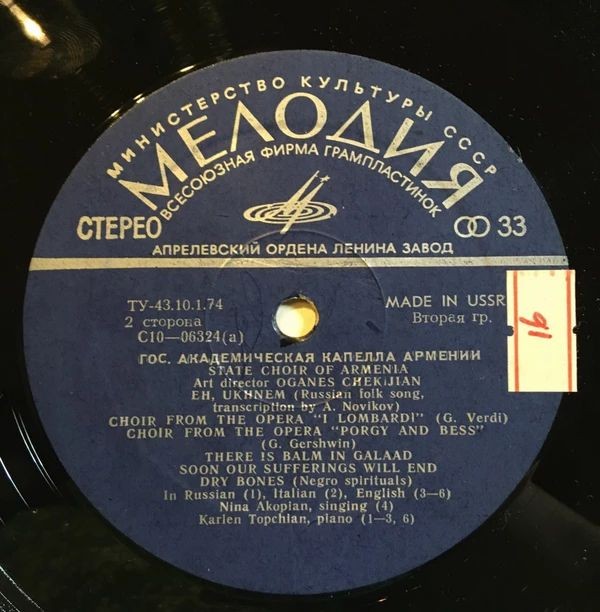 МИНИСТЕРСТВО КУЛЬТУРЫ СССР
МЕЛОДИЯ
ВСЕСОЮЗНАЯ ФИРМА ГРАМПЛАСТИНОК
СТЕРЕО
33
АПРЕЛЕВСКИЙ ОРДЕНА ЛЕНИНА ЗАВОД
ТУ-43.10.1.74
MADE IN USSR
2 сторона
Вторая гр.
С10—06324(а)
91
ГОС. АКАДЕМИЧЕСКАЯ КАПЕЛЛА АРМЕНИИ
STATE CHOIR OF ARMENIA
Art director OGANES CHEKIJIAN
EH, UKHNEM (Russian folk song,
transcription by A. Novikov)
CHOIR FROM THE OPERA "I LOMBARDI" (G. Verdi)
CHOIR FROM THE OPERA "PORGY AND BESS"
(G. Gershwin)
THERE IS BALM IN GALAAD
SOON OUR SUFFERINGS WILL END
DRY BONES (Negro spirituals)
In Russian (1), Italian (2), English (3—6)
Nina Akopian, singing (4)
Karlen Topchian, piano (1—3, 6)